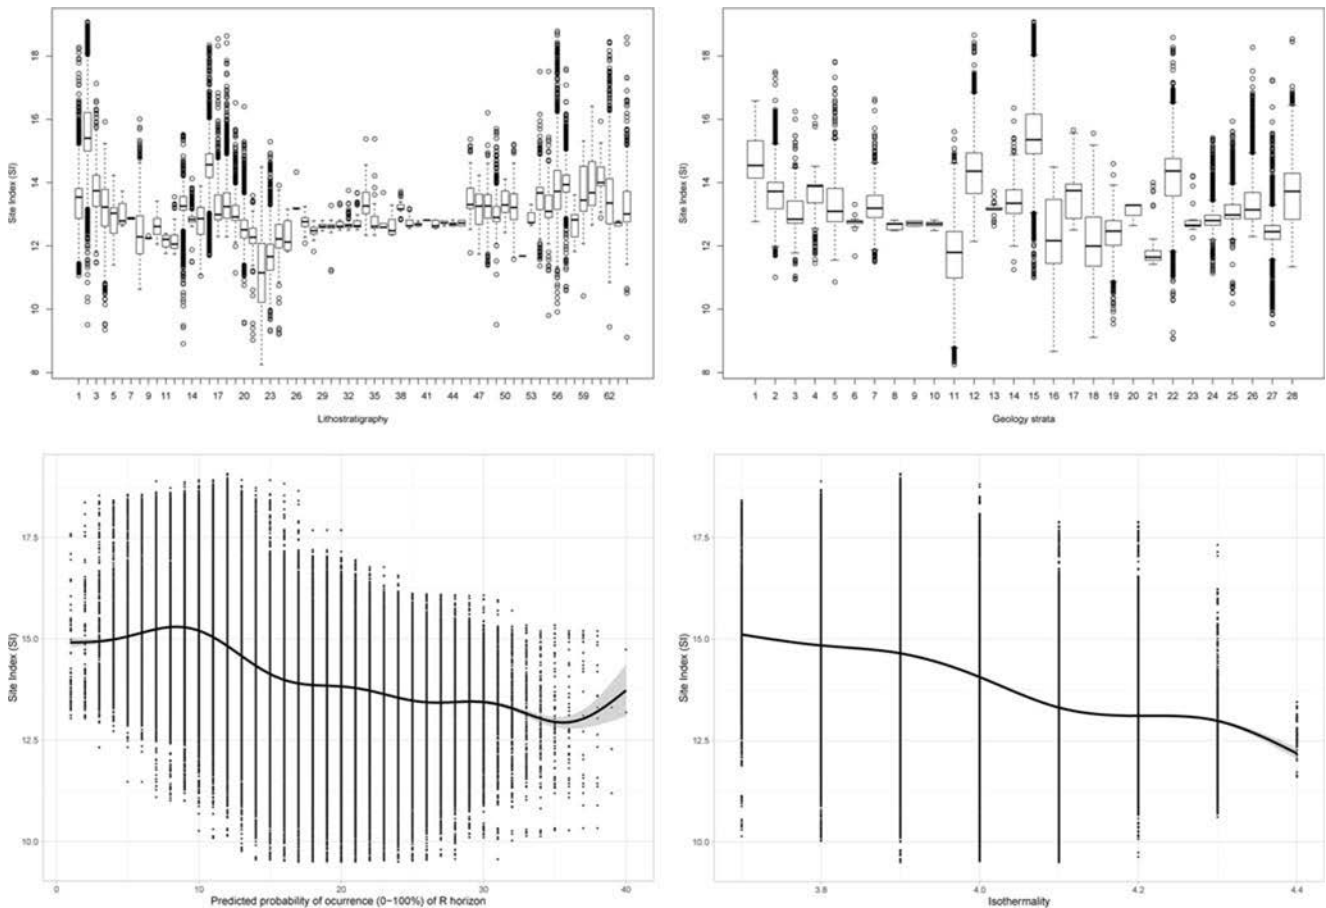 18
16
14
12
10
8
Site Index (SI)
1 3 5 7 9 11 14 17 20 23 26 29 32 35 38 41 44 47 50 53 56 59 62
Lithostratigraphy
18
16
14
12
10
8
Site Index (SI)
1 2 3 4 5 6 7 8 9 10 11 12 13 14 15 16 17 18 19 20 21 22 23 24 25 26 27 28
Geology strata
17.5
15.0
12.5
10.0
Site Index (SI)
0 10 20 30 40
Predicted probability of ocurrence (0−100%) of R horizon
17.5
15.0
12.5
10.0
Site Index (SI)
3.8 4.0 4.2 4.4
Isothermality